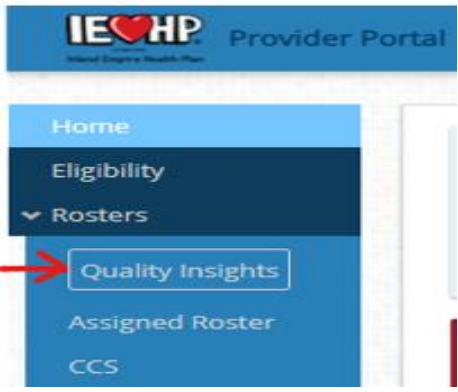 IEHP Provider Portal
Inland Empire Health Plan
Home
Eligibility
Rosters
Quality Insights
Assigned Roster
CCS